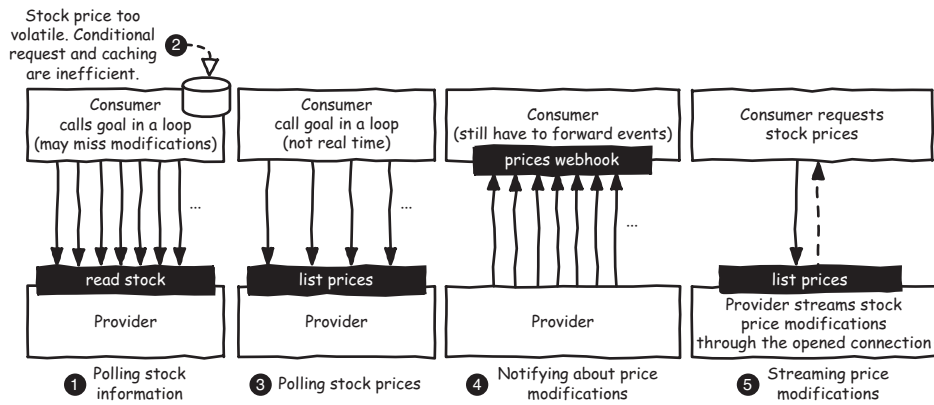 Stock price too
volatile. Conditional
request and caching
are inefficient.
2
Consumer
calls goal in a loop
(may miss modifications)
...
read stock
Provider
1 Polling stock
information
Consumer
call goal in a loop
(not real time)
...
list prices
Provider
3 Polling stock prices
Consumer
(still have to forward events)
prices webhook
...
Provider
4 Notifying about price
modifications
Consumer requests
stock prices
list prices
Provider streams stock
price modifications
through the opened connection
5 Streaming price
modifications